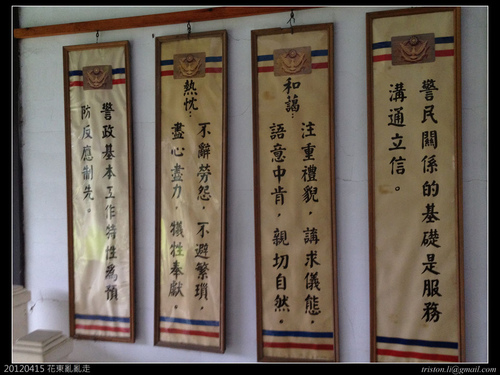 警民關係的基礎是服務
溝通立信。
和藹：
注重禮貌，講求儀態，
語意中肯，親切自然。
熱忱：
不辭勞怨，不避繁瑣，
盡心盡力，犧牲奉獻。
警政基本工作特性為預
防反應制先。
20120415 花東亂亂走
triston.li@gmail.com